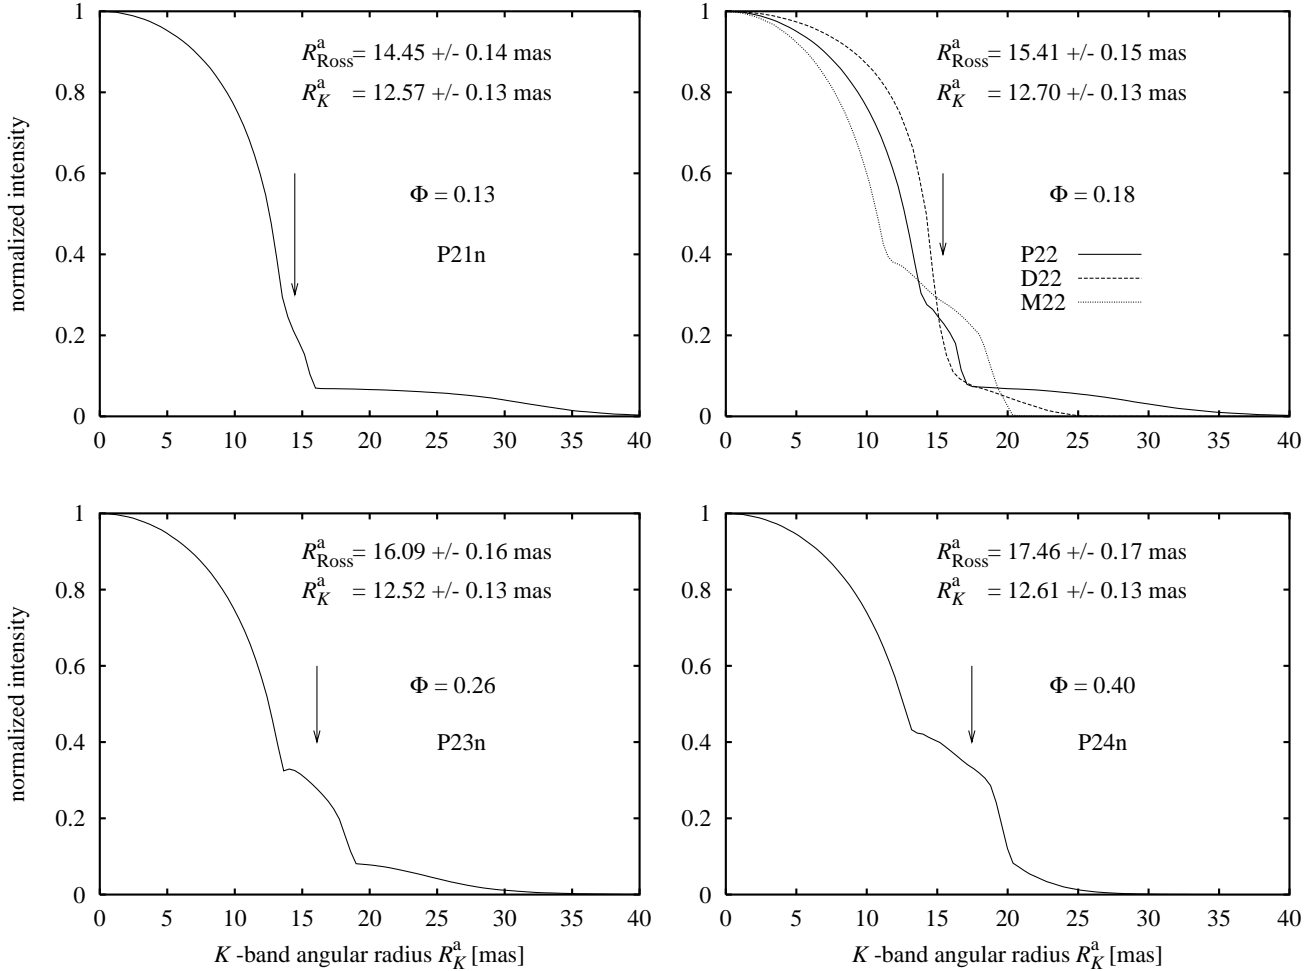 normalized intensity
1
0.8
0.6
0.4
0.2
0
0 5 10 15 20 25 30 35 40
R^a_Ross = 14.45 +/- 0.14 mas
R^a_K = 12.57 +/- 0.13 mas
Φ = 0.13
P21n
1
0.8
0.6
0.4
0.2
0
0 5 10 15 20 25 30 35 40
R^a_Ross = 15.41 +/- 0.15 mas
R^a_K = 12.70 +/- 0.13 mas
Φ = 0.18
P22
D22
M22
normalized intensity
1
0.8
0.6
0.4
0.2
0
0 5 10 15 20 25 30 35 40
R^a_Ross = 16.09 +/- 0.16 mas
R^a_K = 12.52 +/- 0.13 mas
Φ = 0.26
P23n
K -band angular radius R^a_K [mas]
1
0.8
0.6
0.4
0.2
0
0 5 10 15 20 25 30 35 40
R^a_Ross = 17.46 +/- 0.17 mas
R^a_K = 12.61 +/- 0.13 mas
Φ = 0.40
P24n
K -band angular radius R^a_K [mas]